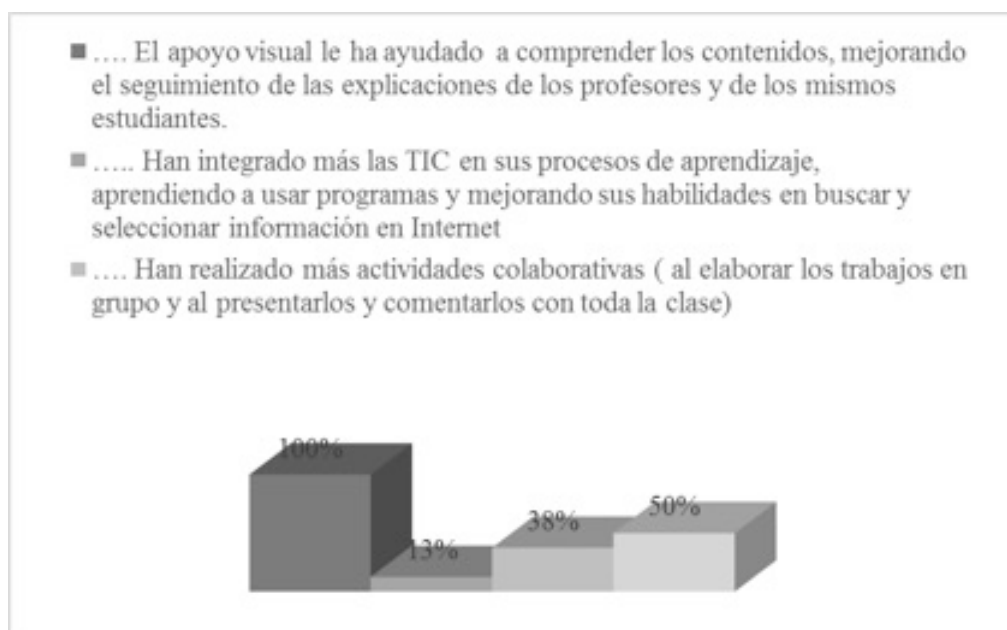 .... El apoyo visual le ha ayudado a comprender los contenidos, mejorando
el seguimiento de las explicaciones de los profesores y de los mismos
estudiantes.
..... Han integrado más las TIC en sus procesos de aprendizaje,
aprendiendo a usar programas y mejorando sus habilidades en buscar y
seleccionar información en Internet
.... Han realizado más actividades colaborativas ( al elaborar los trabajos en
grupo y al presentarlos y comentarlos con toda la clase)
100%
13%
38%
50%